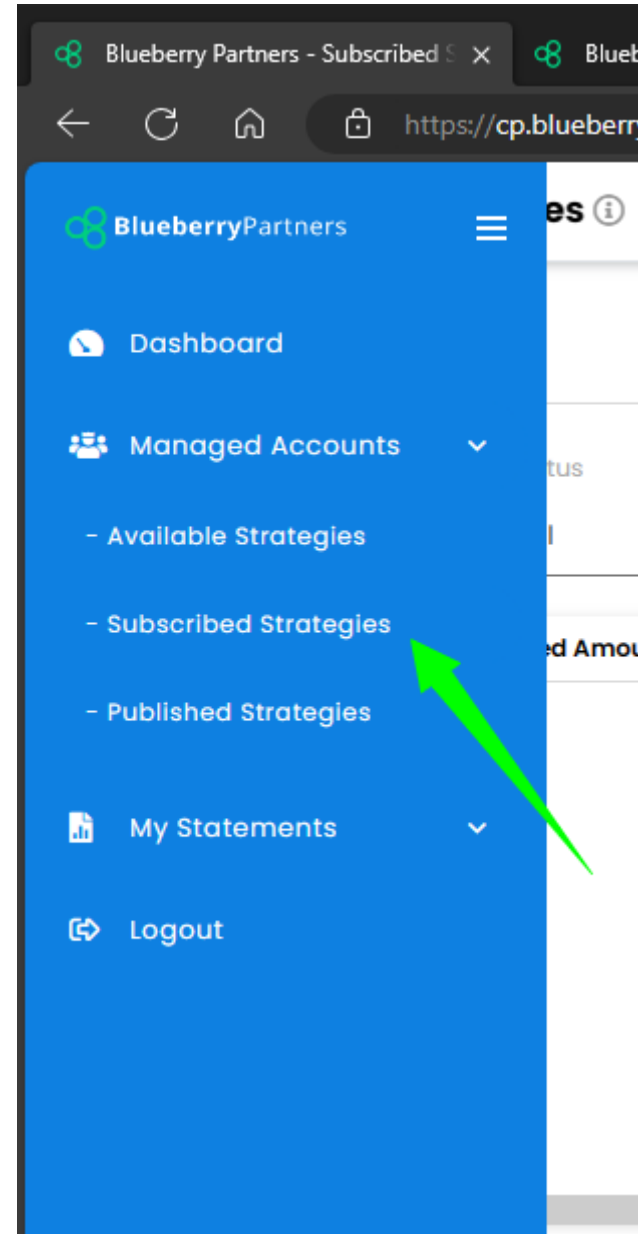 Blueberry Partners - Subscribed S
Blueb
https://cp.blueberry
BlueberryPartners
es
Dashboard
Managed Accounts
tus
- Available Strategies
l
- Subscribed Strategies
ed Amou
- Published Strategies
My Statements
Logout